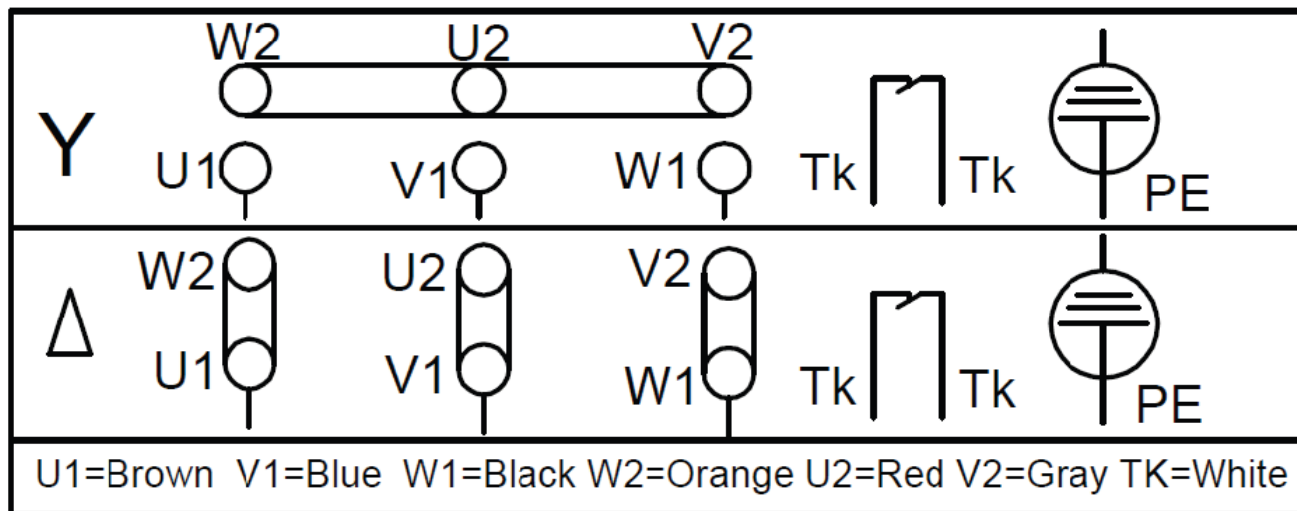 W2 U2 V2
Y U1 V1 W1 Tk Tk PE
W2 U2 V2
Δ U1 V1 W1 Tk Tk PE
U1=Brown V1=Blue W1=Black W2=Orange U2=Red V2=Gray TK=White